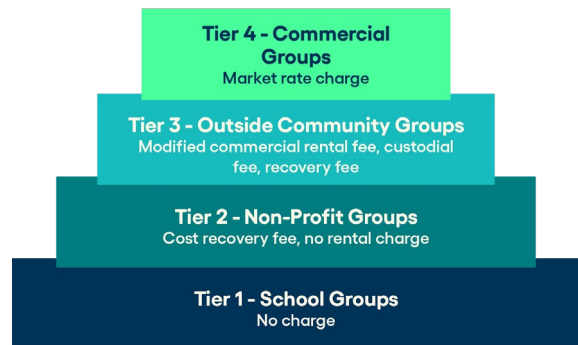 Tier 4 - Commercial
Groups
Market rate charge
Tier 3 - Outside Community Groups
Modified commercial rental fee, custodial
fee, recovery fee
Tier 2 - Non-Profit Groups
Cost recovery fee, no rental charge
Tier 1 - School Groups
No charge